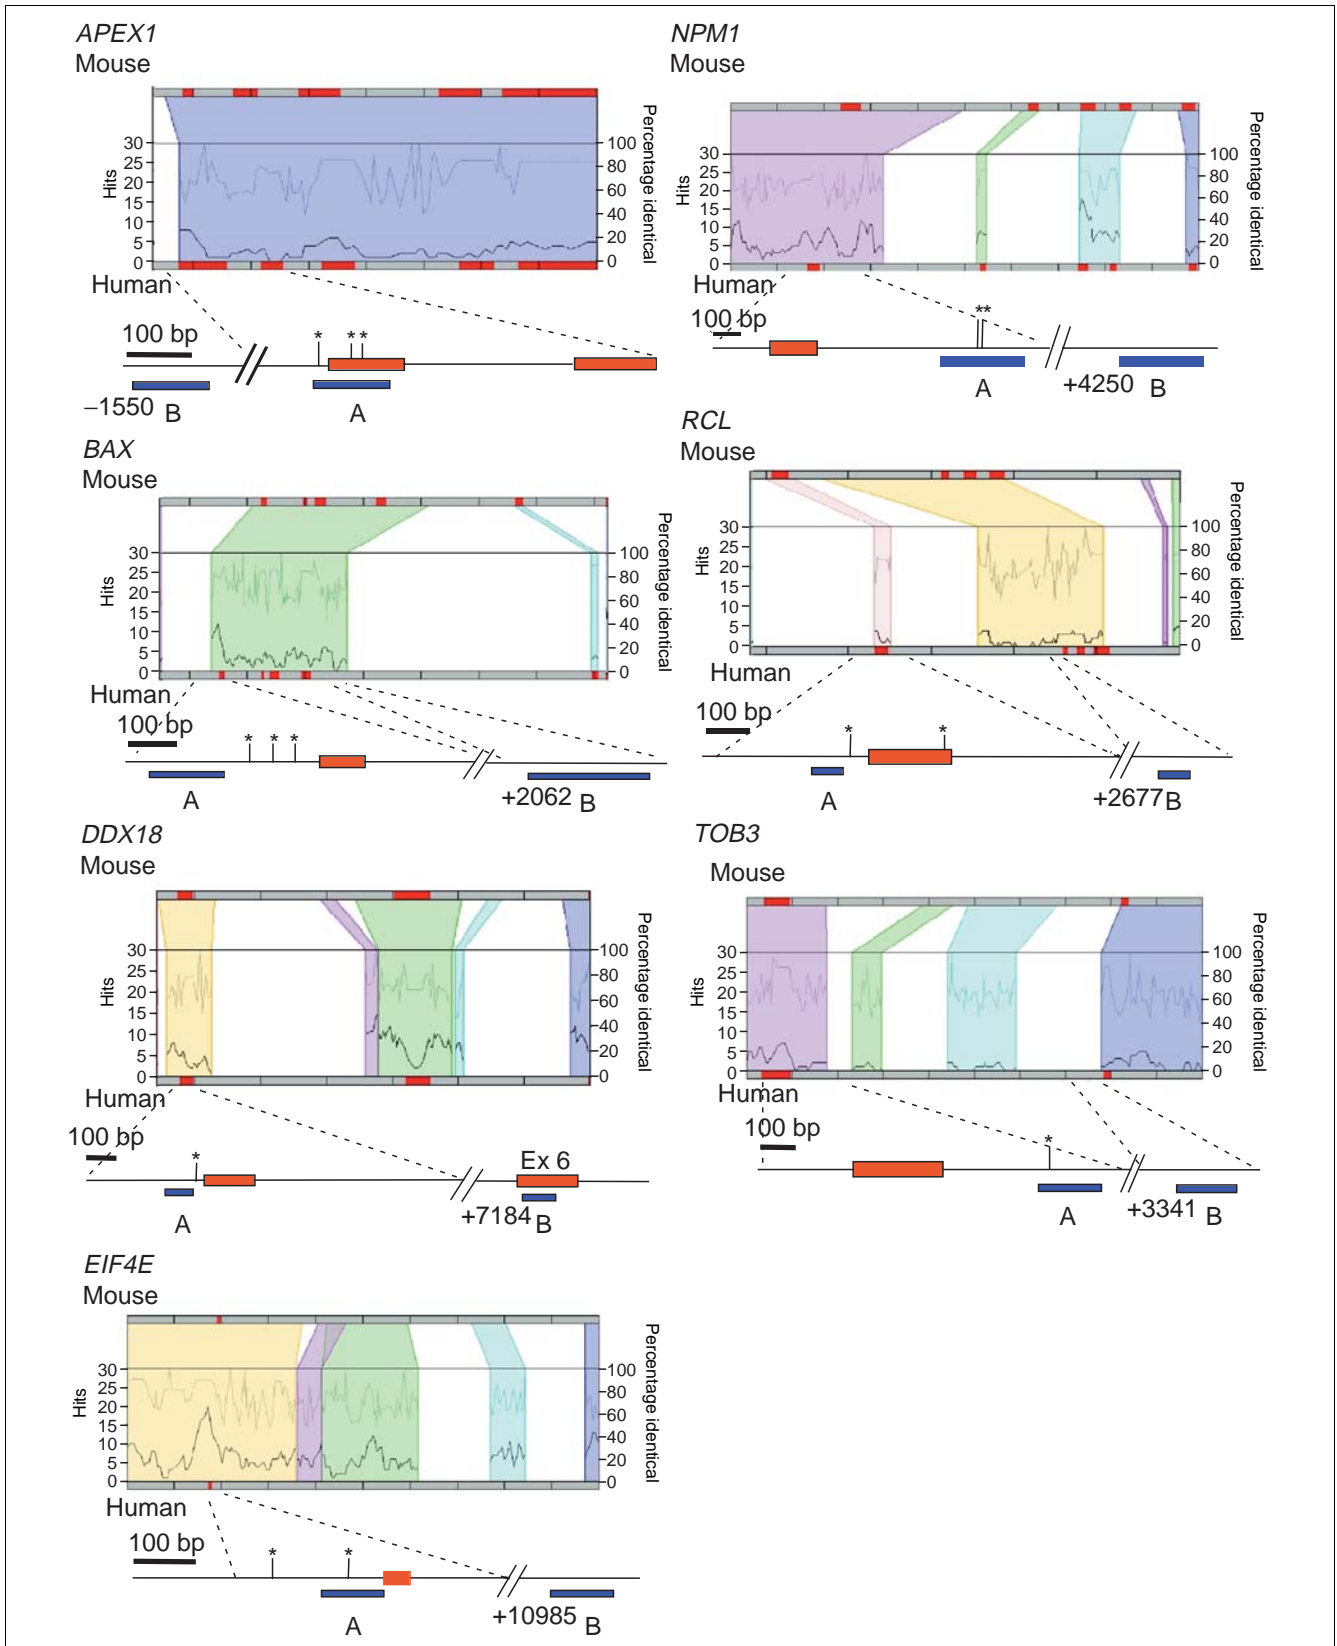 APEX1
Mouse
30
25
20
15
10
5
0
Hits
100
80
60
40
20
0
Percentage identical
Human
100 bp
* * *
–1550 B
A
NPM1
Mouse
30
25
20
15
10
5
0
Hits
100
80
60
40
20
0
Percentage identical
Human
100 bp
**
A
+4250 B
BAX
Mouse
30
25
20
15
10
5
0
Hits
100
80
60
40
20
0
Percentage identical
Human
100 bp
* * *
A
+2062 B
RCL
Mouse
30
25
20
15
10
5
0
Hits
100
80
60
40
20
0
Percentage identical
Human
100 bp
* *
A
+2677 B
DDX18
Mouse
30
25
20
15
10
5
0
Hits
100
80
60
40
20
0
Percentage identical
Human
100 bp
*
Ex 6
A
+7184 B
TOB3
Mouse
30
25
20
15
10
5
0
Hits
100
80
60
40
20
0
Percentage identical
Human
100 bp
*
A
+3341 B
EIF4E
Mouse
30
25
20
15
10
5
0
Hits
100
80
60
40
20
0
Percentage identical
Human
100 bp
* *
A
+10985 B